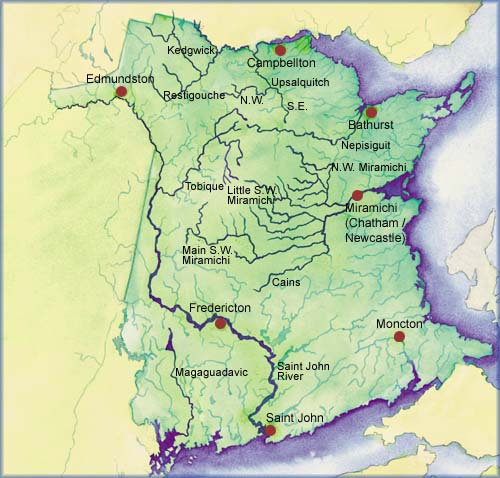 Kedgwick
Campbellton
Edmundston
Upsalquitch
Restigouche
N.W.
S.E.
Bathurst
Nepisiguit
N.W. Miramichi
Tobique
Little S.W.
Miramichi
Miramichi
(Chatham /
Newcastle)
Main S.W.
Miramichi
Cains
Fredericton
Moncton
Saint John
River
Magaguadavic
Saint John